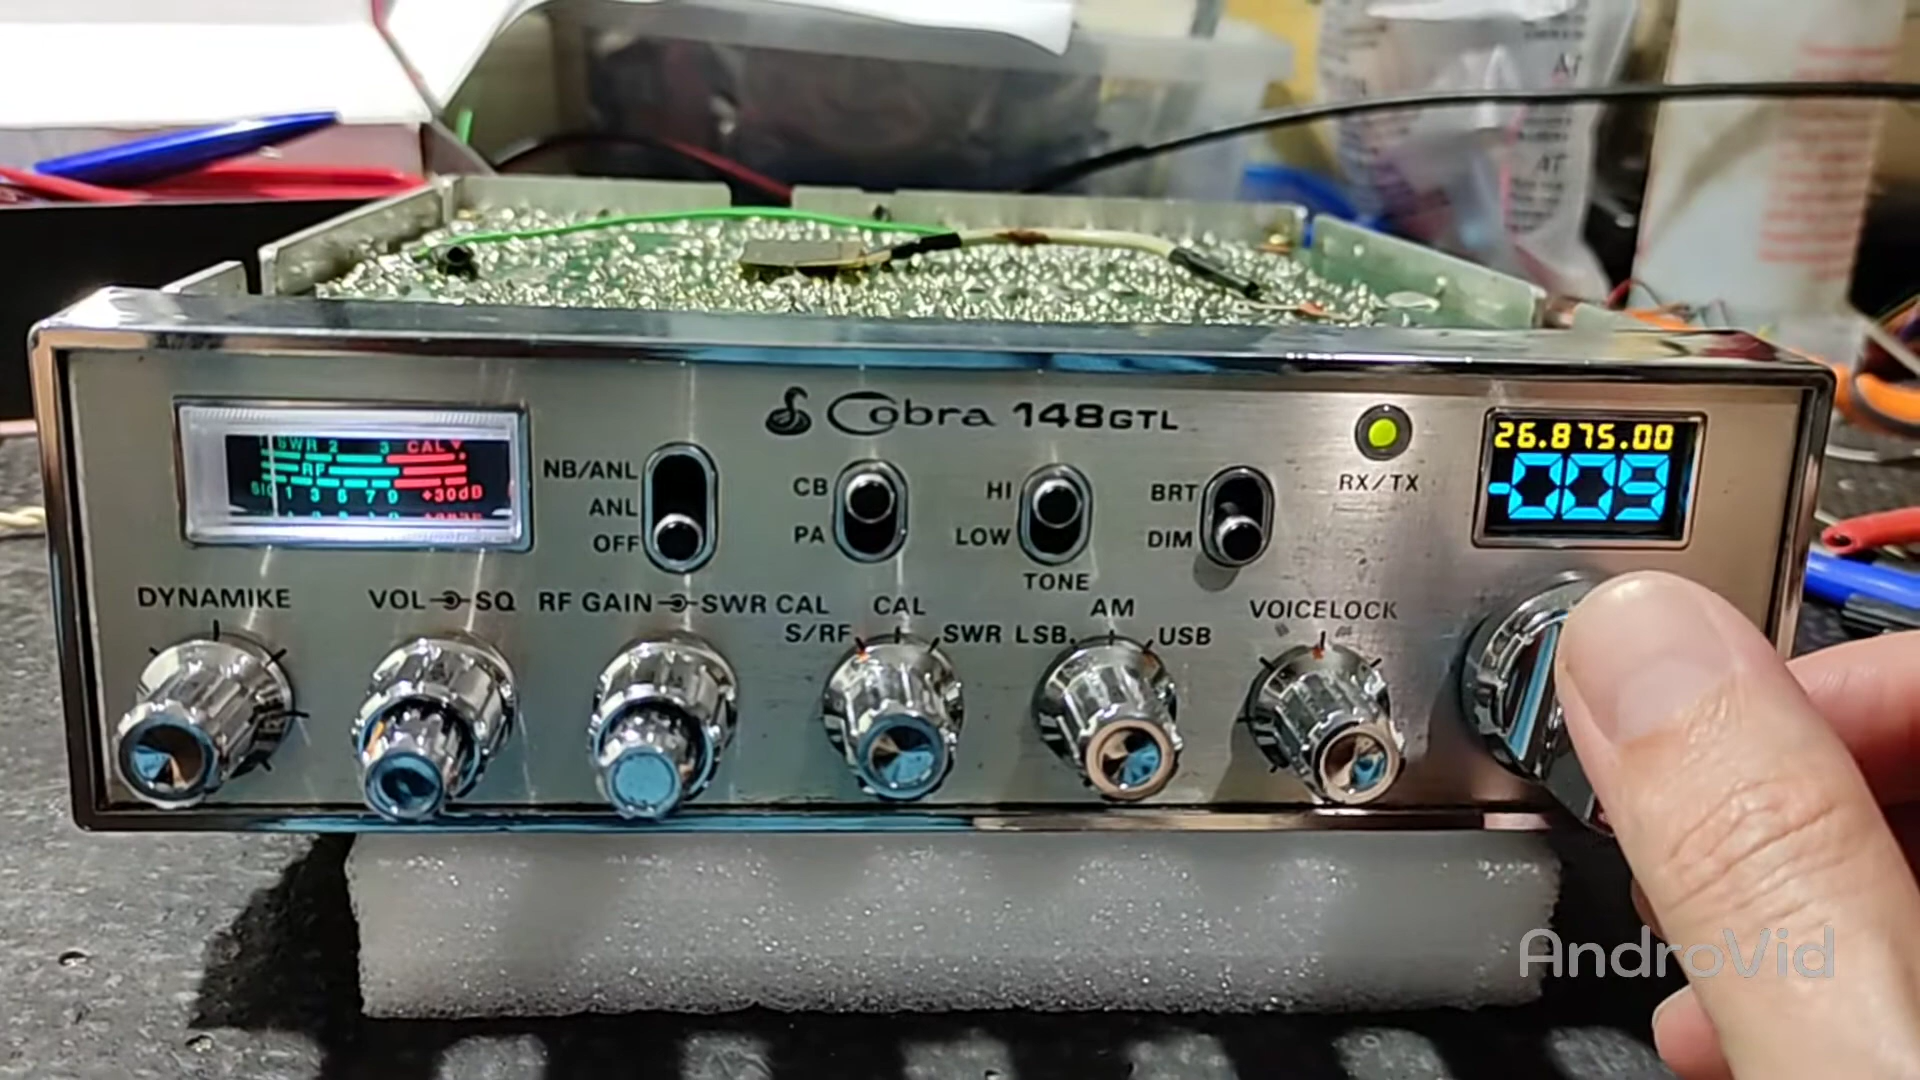 Cobra 148GTL
SWR 2 3 CAL
RF
SIG 1 3 5 7 9 +30dB
NB/ANL
ANL
OFF
CB
PA
HI
LOW
TONE
BRT
DIM
RX/TX
26.875.00
-009
DYNAMIKE
VOL SQ
RF GAIN SWR CAL
CAL
S/RF
SWR
AM
LSB
USB
VOICELOCK
AndroVid